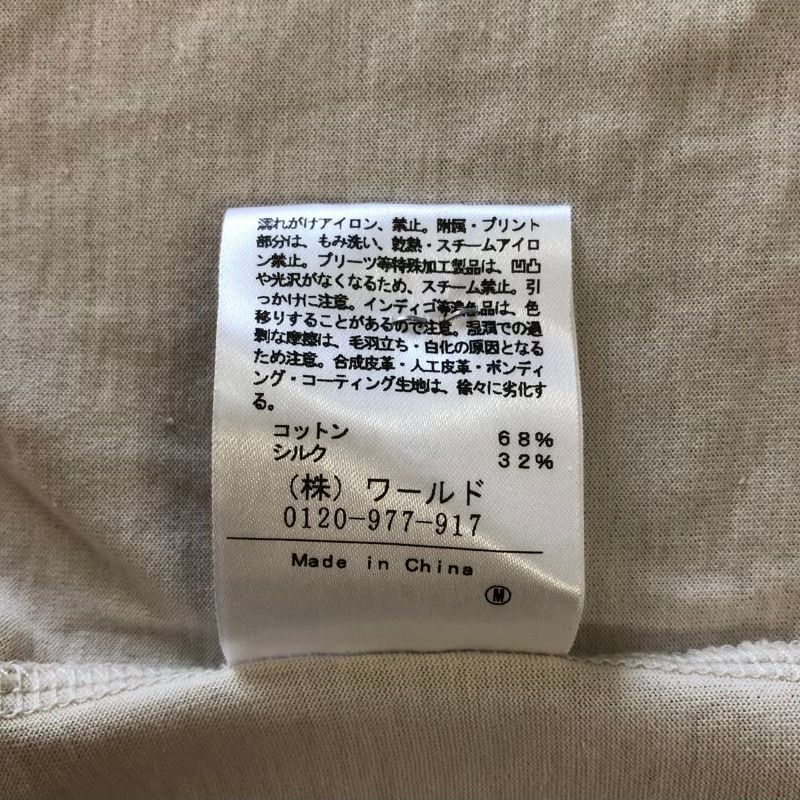 濡れがけアイロン、禁止。附属・プリント
部分は、もみ洗い、乾熱・スチームアイロ
ン禁止。プリーツ等特殊加工製品は、凹凸
や光沢がなくなるため、スチーム禁止。引
っかけに注意。インディゴ等濃色品は、色
移りすることがあるので注意。湿潤での過
剰な摩擦は、毛羽立ち・白化の原因となる
ため注意。合成皮革・人工皮革・ボンディ
ング・コーティング生地は、徐々に劣化す
る。
コットン 68%
シルク 32%
(株) ワールド
0120-977-917
Made in China
Ⓜ